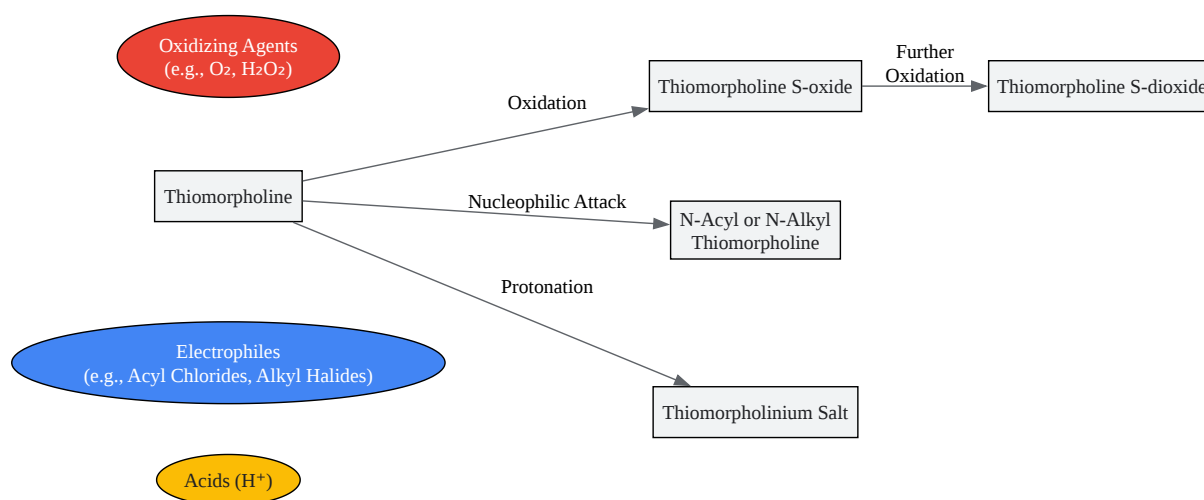 Oxidizing Agents
(e.g., O₂, H₂O₂)
Further
Oxidation
Thiomorpholine S-oxide
Thiomorpholine S-dioxide
Oxidation
Thiomorpholine
Nucleophilic Attack
N-Acyl or N-Alkyl
Thiomorpholine
Protonation
Electrophiles
(e.g., Acyl Chlorides, Alkyl Halides)
Thiomorpholinium Salt
Acids (H⁺)